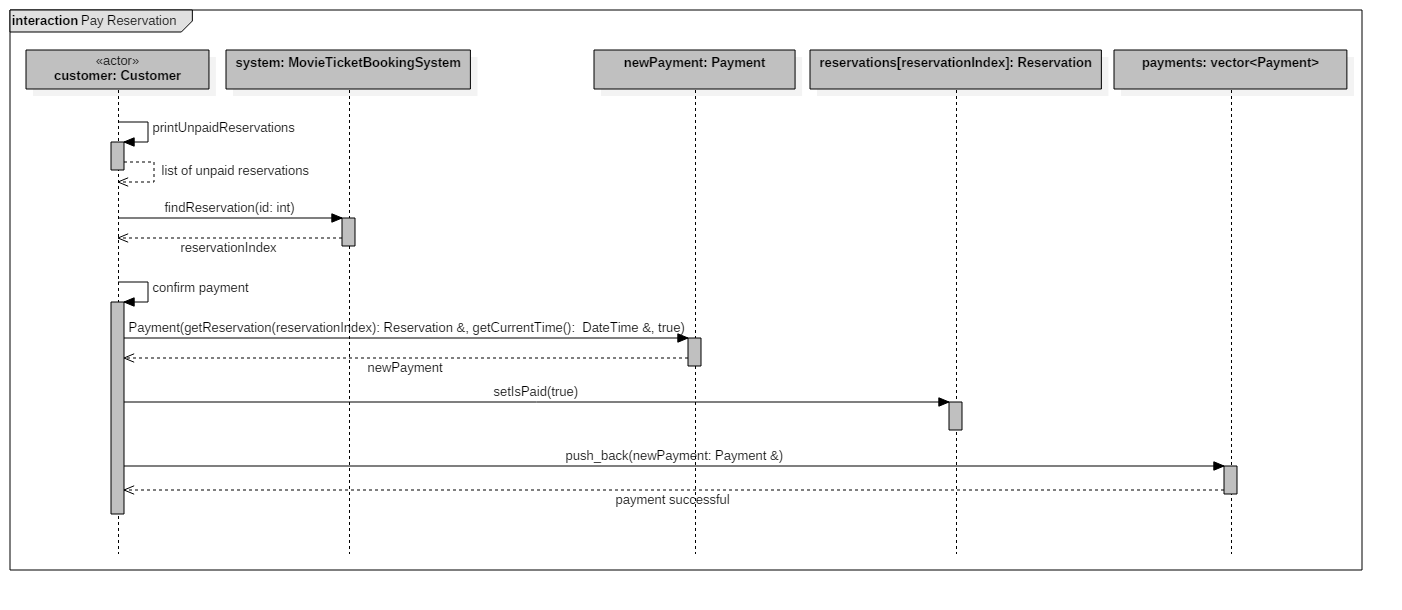 interaction Pay Reservation
«actor»
customer: Customer
system: MovieTicketBookingSystem
newPayment: Payment
reservations[reservationIndex]: Reservation
payments: vector<Payment>
printUnpaidReservations
list of unpaid reservations
findReservation(id: int)
reservationIndex
confirm payment
Payment(getReservation(reservationIndex): Reservation &, getCurrentTime():  DateTime &, true)
newPayment
setIsPaid(true)
push_back(newPayment: Payment &)
payment successful